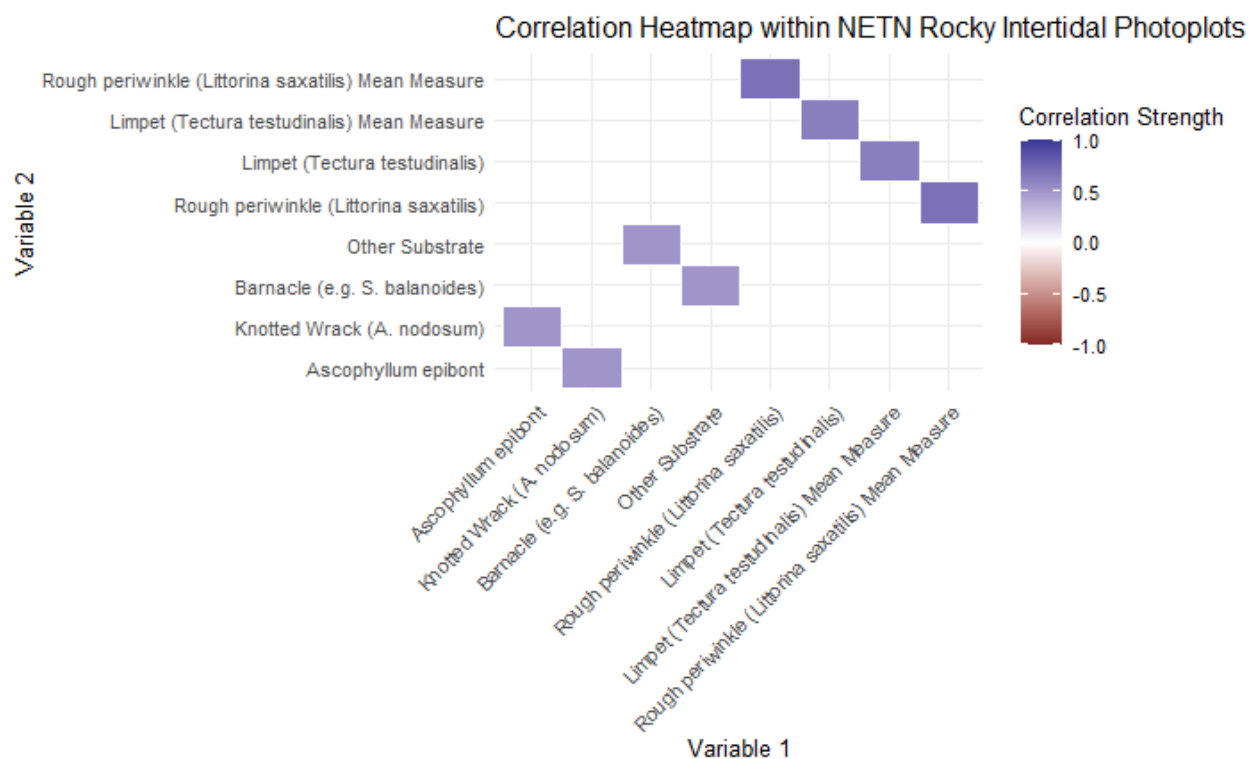 Correlation Heatmap within NETN Rocky Intertidal Photoplots
Variable 2
Rough periwinkle (Littorina saxatilis) Mean Measure
Limpet (Tectura testudinalis) Mean Measure
Limpet (Tectura testudinalis)
Rough periwinkle (Littorina saxatilis)
Other Substrate
Barnacle (e.g. S. balanoides)
Knotted Wrack (A. nodosum)
Ascophyllum epibont
Ascophyllum epibont
Knotted Wrack (A. nodosum)
Barnacle (e.g. S. balanoides)
Other Substrate
Rough periwinkle (Littorina saxatilis)
Limpet (Tectura testudinalis)
Limpet (Tectura testudinalis) Mean Measure
Rough periwinkle (Littorina saxatilis) Mean Measure
Variable 1
Correlation Strength
1.0
0.5
0.0
-0.5
-1.0